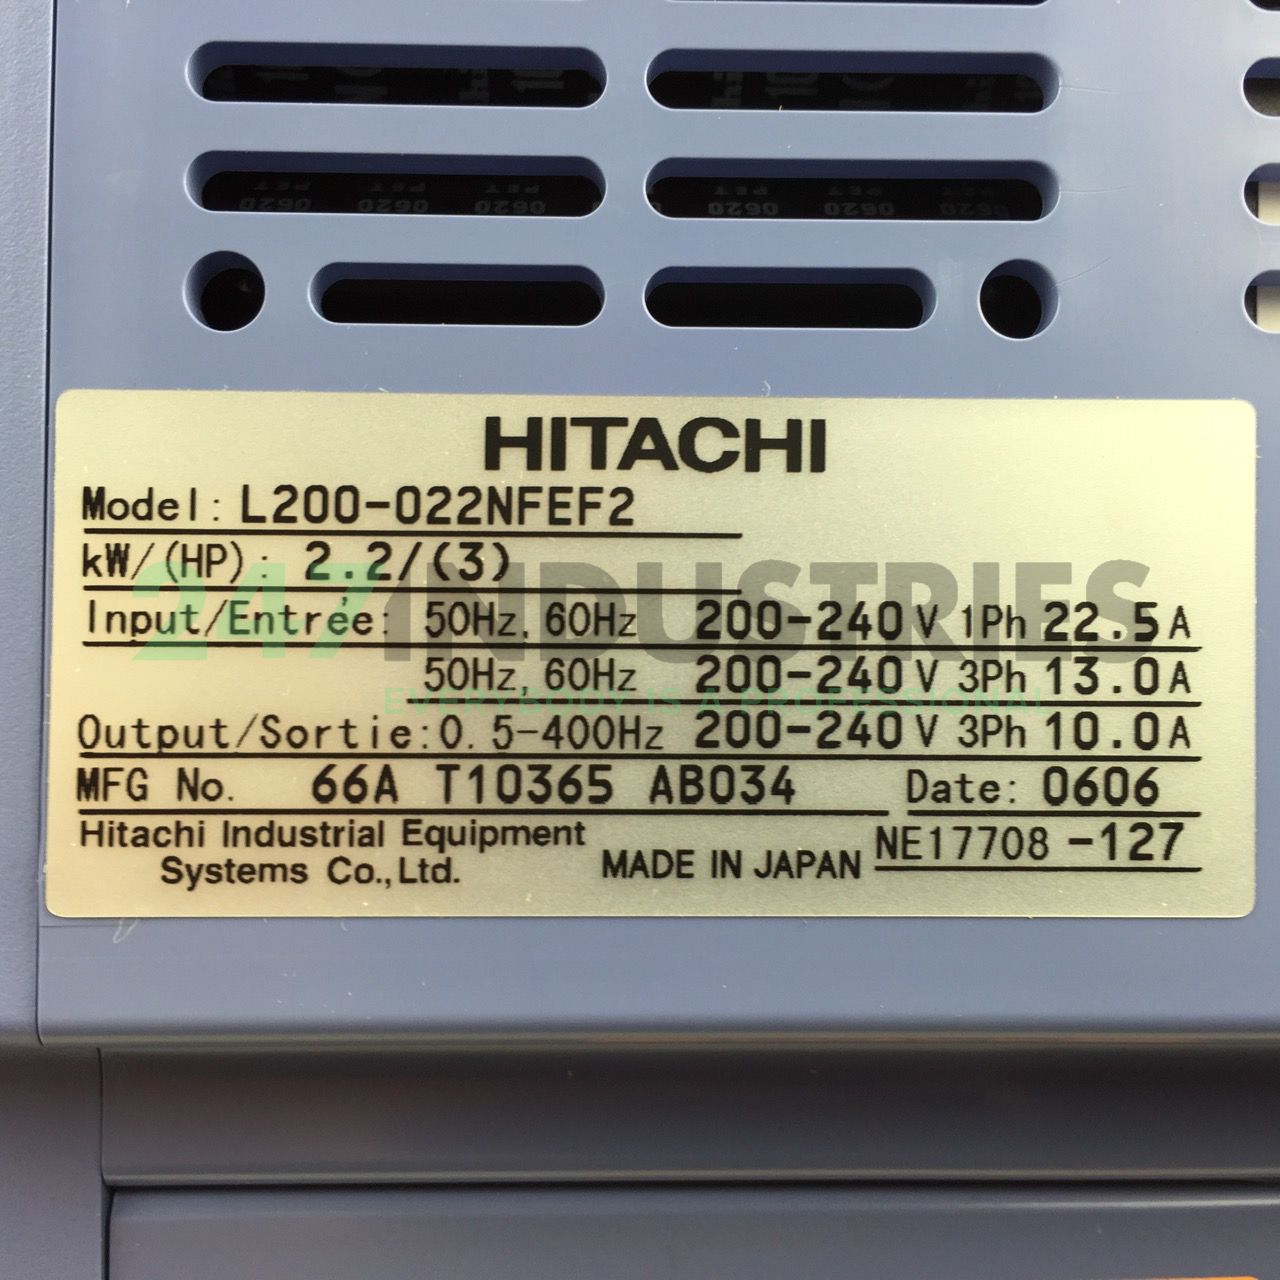 HITACHI
Model: L200-022NFEF2
kW/(HP): 2.2/(3)
Input/Entrée: 50Hz, 60Hz 200-240 V 1Ph 22.5 A
50Hz, 60Hz 200-240 V 3Ph 13.0 A
Output/Sortie: 0.5-400Hz 200-240 V 3Ph 10.0 A
MFG No. 66A T10365 AB034 Date: 0606
Hitachi Industrial Equipment
Systems Co., Ltd. MADE IN JAPAN NE17708 -127
247INDUSTRIES
EVERYBODY IS A PROFESSIONAL